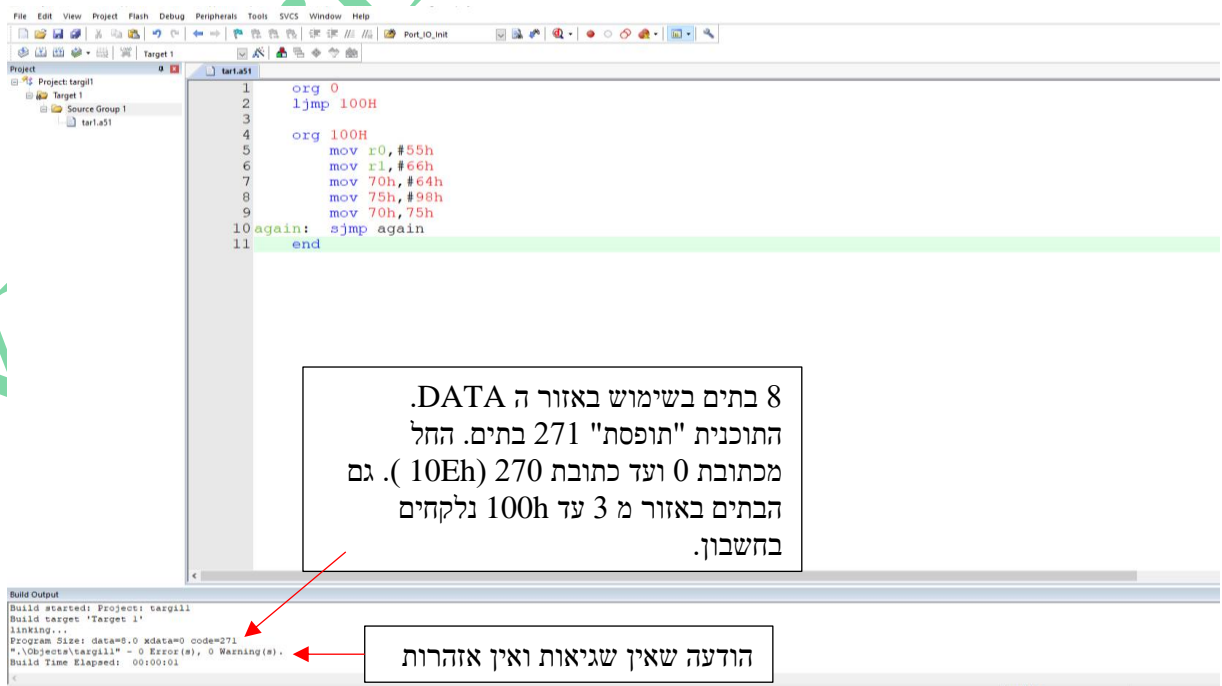 File Edit View Project Flash Debug Peripherals Tools SVCS Window Help
Port_IO_Init
Target 1
Project
tar1.a51
Project: targil1
Target 1
Source Group 1
tar1.a51
1 org 0
2 ljmp 100H
3
4 org 100H
5 mov r0,#55h
6 mov r1,#66h
7 mov 70h,#64h
8 mov 75h,#98h
9 mov 70h,75h
10 again: sjmp again
11 end
8 בתים בשימוש באזור ה DATA.
התוכנית "תופסת" 271 בתים. החל
מכתובת 0 ועד כתובת 270 (10Eh ). גם
הבתים באזור מ 3 עד 100h נלקחים
בחשבון.
Build Output
Build started: Project: targil1
Build target 'Target 1'
linking...
Program Size: data=8.0 xdata=0 code=271
".\Objects\targil1" - 0 Error(s), 0 Warning(s).
Build Time Elapsed: 00:00:01
הודעה שאין שגיאות ואין אזהרות